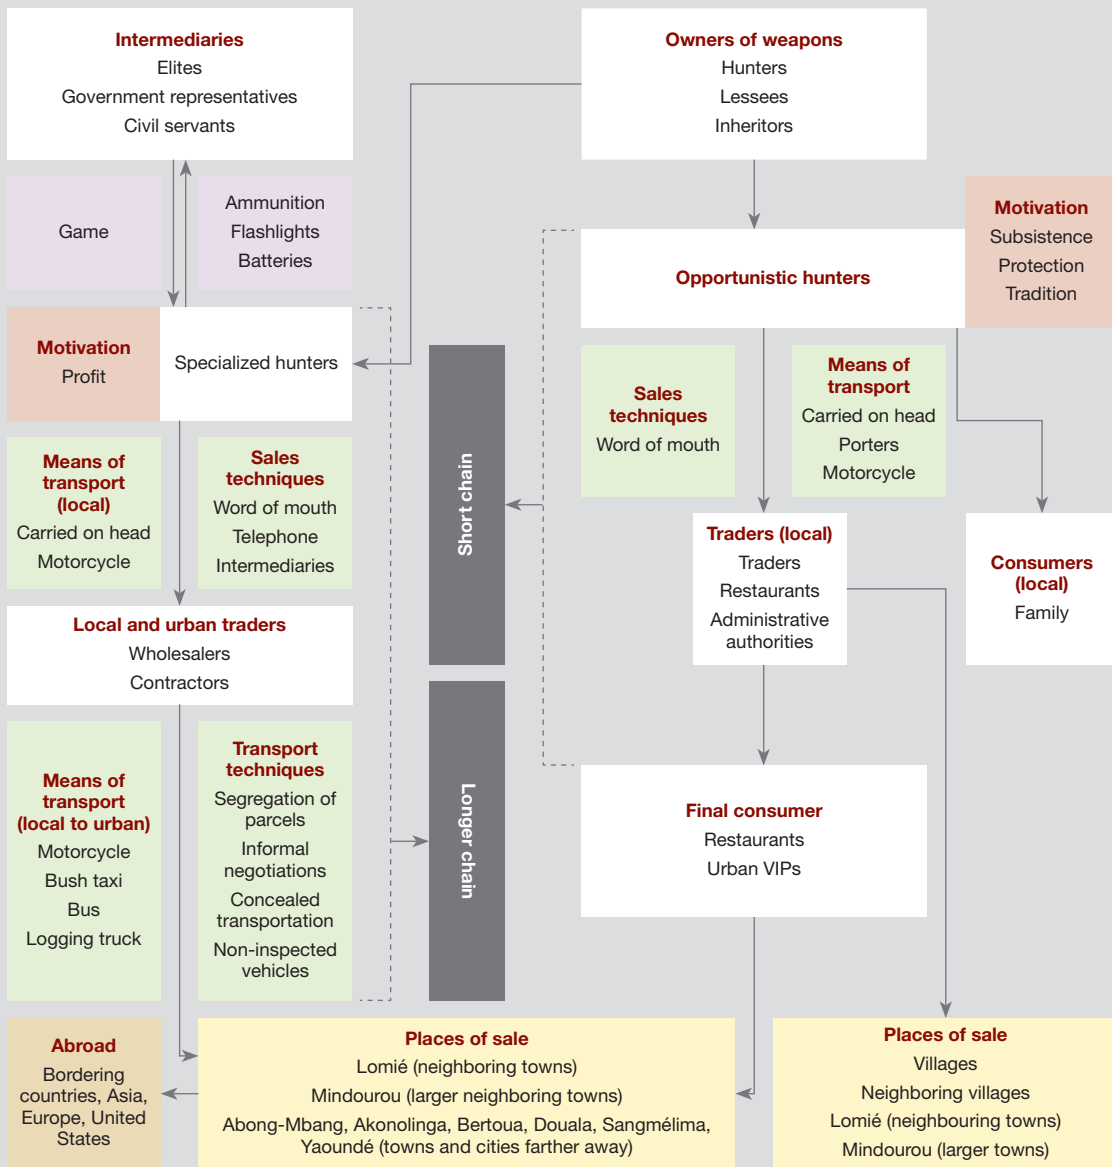 Intermediaries
Elites
Government representatives
Civil servants
Owners of weapons
Hunters
Lessees
Inheritors
Game
Ammunition
Flashlights
Batteries
Motivation
Subsistence
Protection
Tradition
Opportunistic hunters
Motivation
Profit
Specialized hunters
Means of
transport
(local)
Carried on head
Motorcycle
Sales
techniques
Word of mouth
Telephone
Intermediaries
Short chain
Sales
techniques
Word of mouth
Means of
transport
Carried on head
Porters
Motorcycle
Traders (local)
Traders
Restaurants
Administrative
authorities
Consumers
(local)
Family
Local and urban traders
Wholesalers
Contractors
Means of
transport
(local to urban)
Motorcycle
Bush taxi
Bus
Logging truck
Transport
techniques
Segregation of
parcels
Informal
negotiations
Concealed
transportation
Non-inspected
vehicles
Longer chain
Final consumer
Restaurants
Urban VIPs
Abroad
Bordering
countries, Asia,
Europe, United
States
Places of sale
Lomié (neighboring towns)
Mindourou (larger neighboring towns)
Abong-Mbang, Akonolinga, Bertoua, Douala, Sangmélima,
Yaoundé (towns and cities farther away)
Places of sale
Villages
Neighboring villages
Lomié (neighbouring towns)
Mindourou (larger towns)